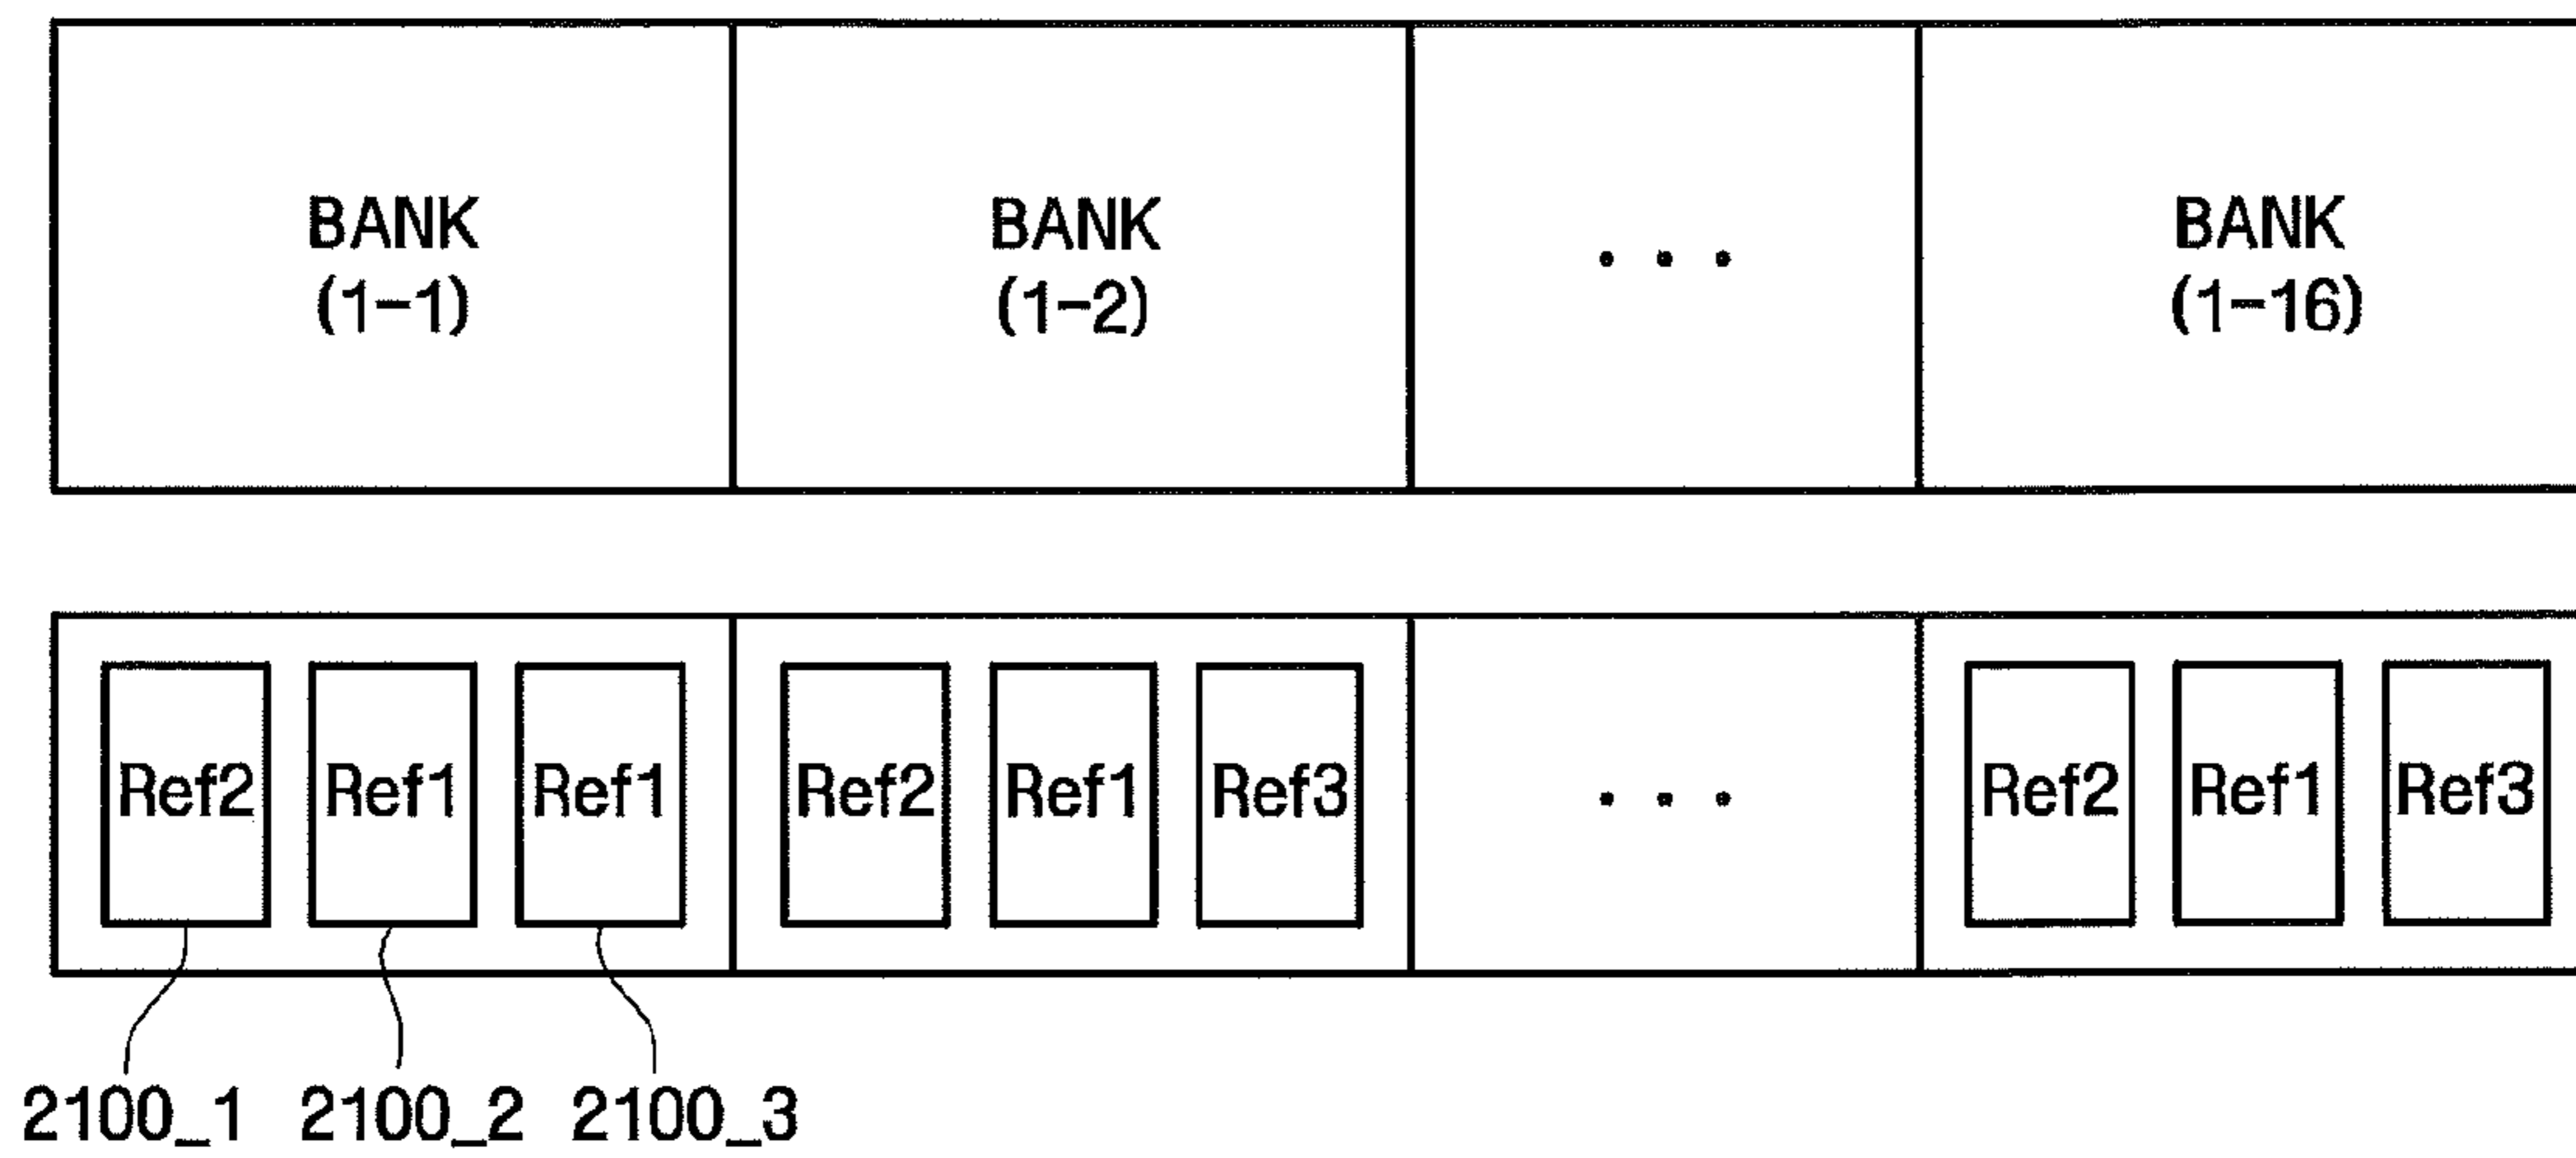 BANK
(1-1)
BANK
(1-2)
. . .
BANK
(1-16)
Ref2 Ref1 Ref1 Ref2 Ref1 Ref3 . . . Ref2 Ref1 Ref3
2100_1 2100_2 2100_3